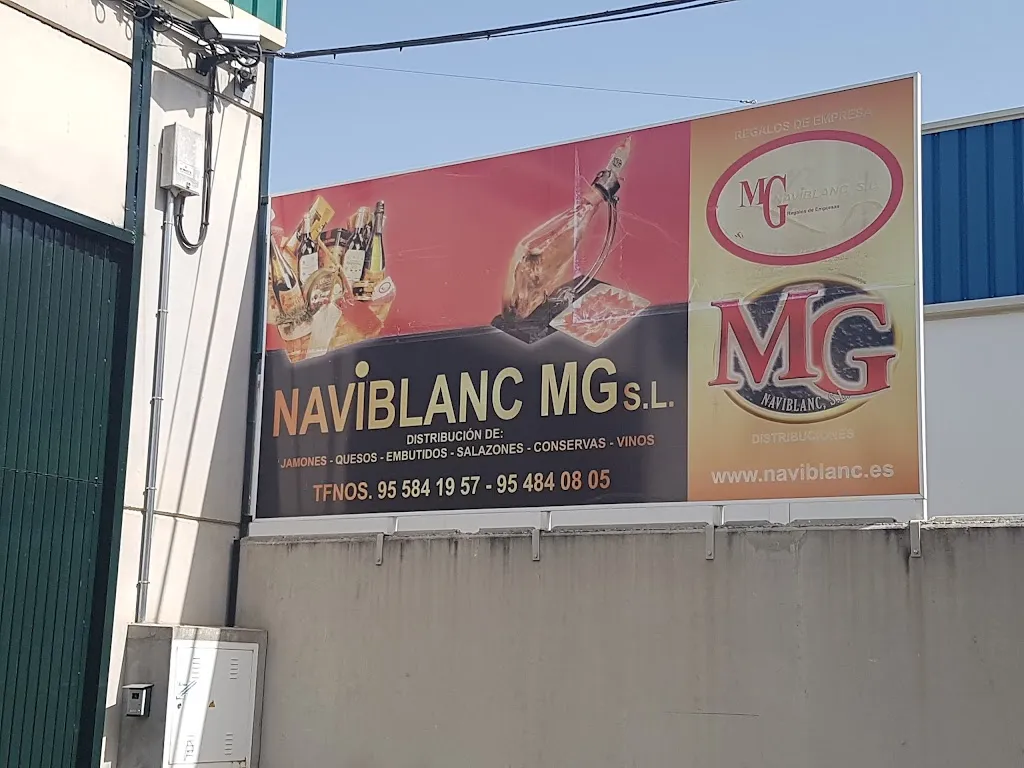 NAVIBLANC MG S.L.
DISTRIBUCIÓN DE:
JAMONES - QUESOS - EMBUTIDOS - SALAZONES - CONSERVAS - VINOS
TFNOS. 95 584 19 57 - 95 484 08 05
REGALOS DE EMPRESA
MG NAVIBLANC, S.L.
Regalos de Empresas
MG
NAVIBLANC, S.L.
DISTRIBUCIONES
www.naviblanc.es